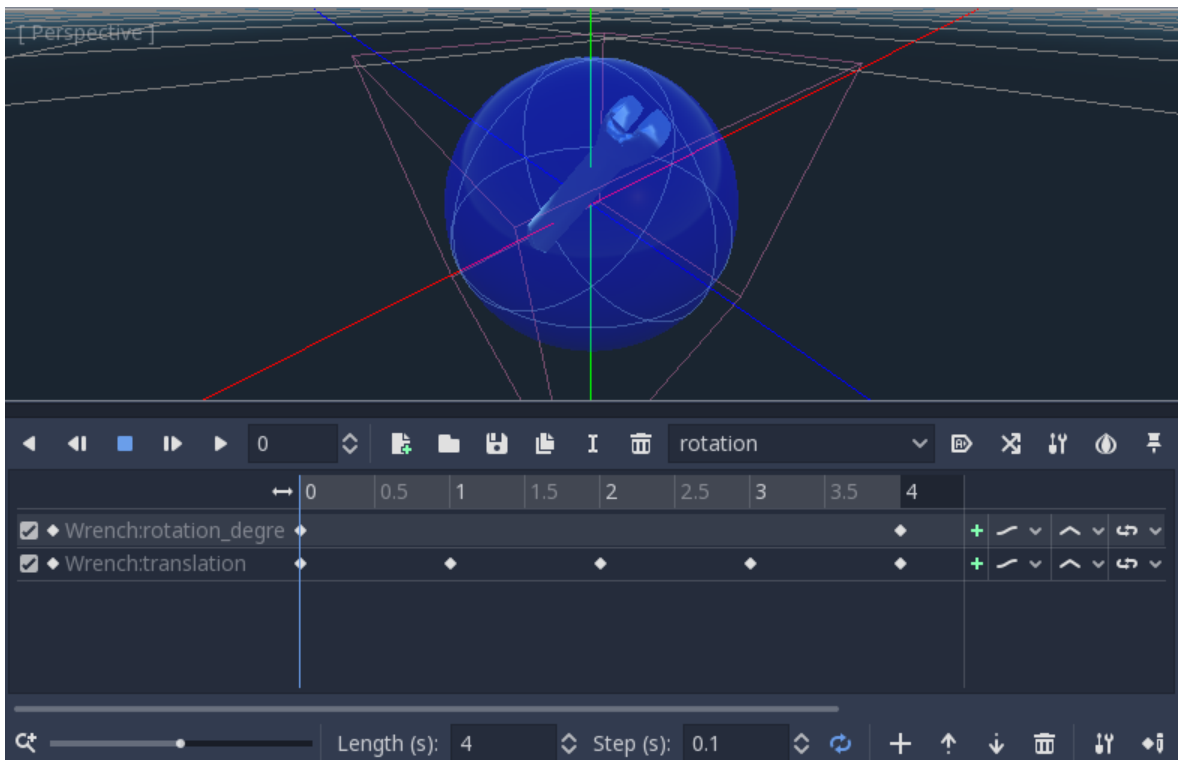 [ Perspective ]
0 rotation
0 0.5 1 1.5 2 2.5 3 3.5 4
Wrench:rotation_degre
Wrench:translation
Length (s): 4 Step (s): 0.1